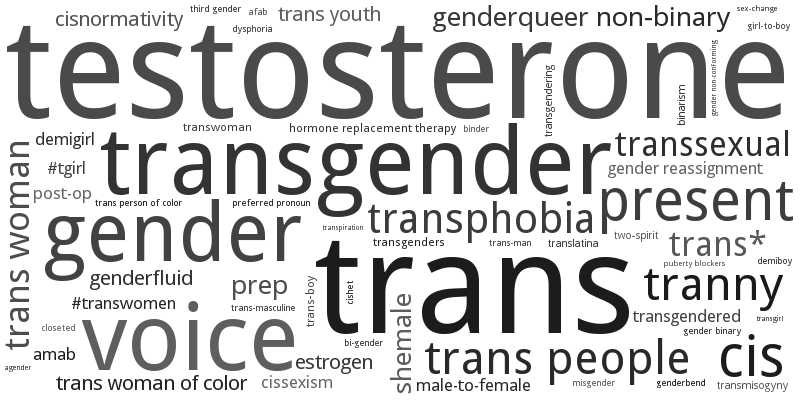 cisnormativity
third gender
afab
trans youth
dysphoria
genderqueer non-binary
sex-change
girl-to-boy
testosterone
transgendering
binarism
gender non-conforming
transwoman
hormone replacement therapy
binder
demigirl
#tgirl
transgender
transsexual
gender reassignment
trans woman
post-op
trans person of color
preferred pronoun
present
gender
transpiration
transphobia
transgenders
trans-man
translatina
two-spirit
trans*
puberty blockers
demiboy
genderfluid
prep
trans-boy
cishet
trans
tranny
#transwomen
trans-masculine
transgendered
transgirl
gender binary
closeted
voice
bi-gender
shemale
agender
amab
estrogen
trans people
cis
trans woman of color
cissexism
male-to-female
misgender
genderbend
transmisogyny